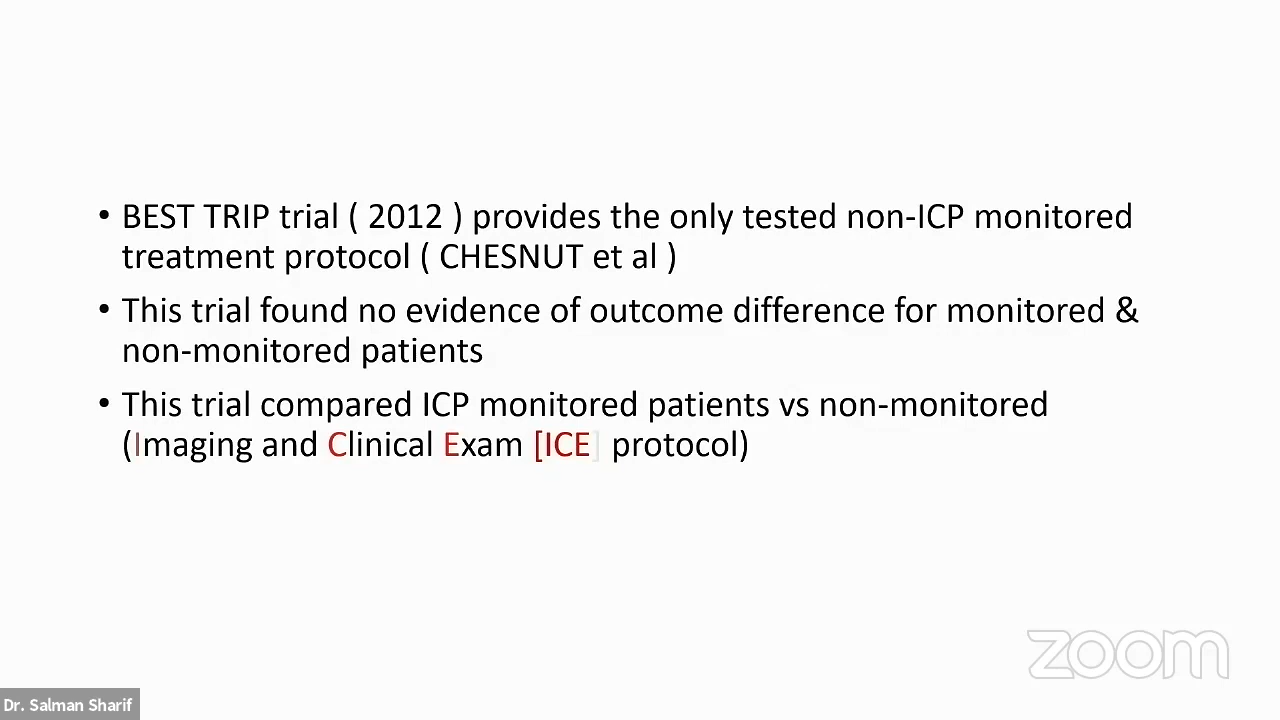 • BEST TRIP trial ( 2012 ) provides the only tested non-ICP monitored
treatment protocol ( CHESNUT et al )
• This trial found no evidence of outcome difference for monitored &
non-monitored patients
• This trial compared ICP monitored patients vs non-monitored
(Imaging and Clinical Exam [ICE] protocol)
zoom
Dr. Salman Sharif